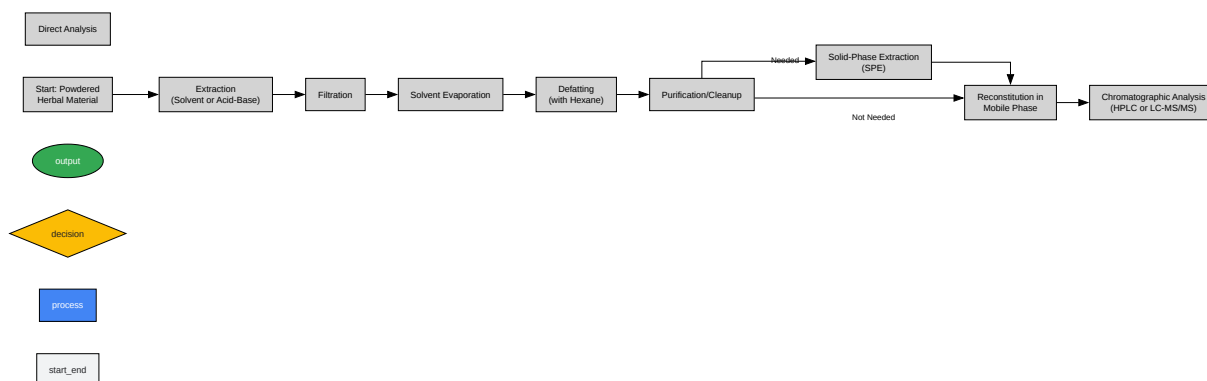 Direct Analysis
Start: Powdered
Herbal Material
Extraction
(Solvent or Acid-Base)
Filtration
Solvent Evaporation
Defatting
(with Hexane)
Purification/Cleanup
Needed
Solid-Phase Extraction
(SPE)
Not Needed
Reconstitution in
Mobile Phase
Chromatographic Analysis
(HPLC or LC-MS/MS)
output
decision
process
start_end